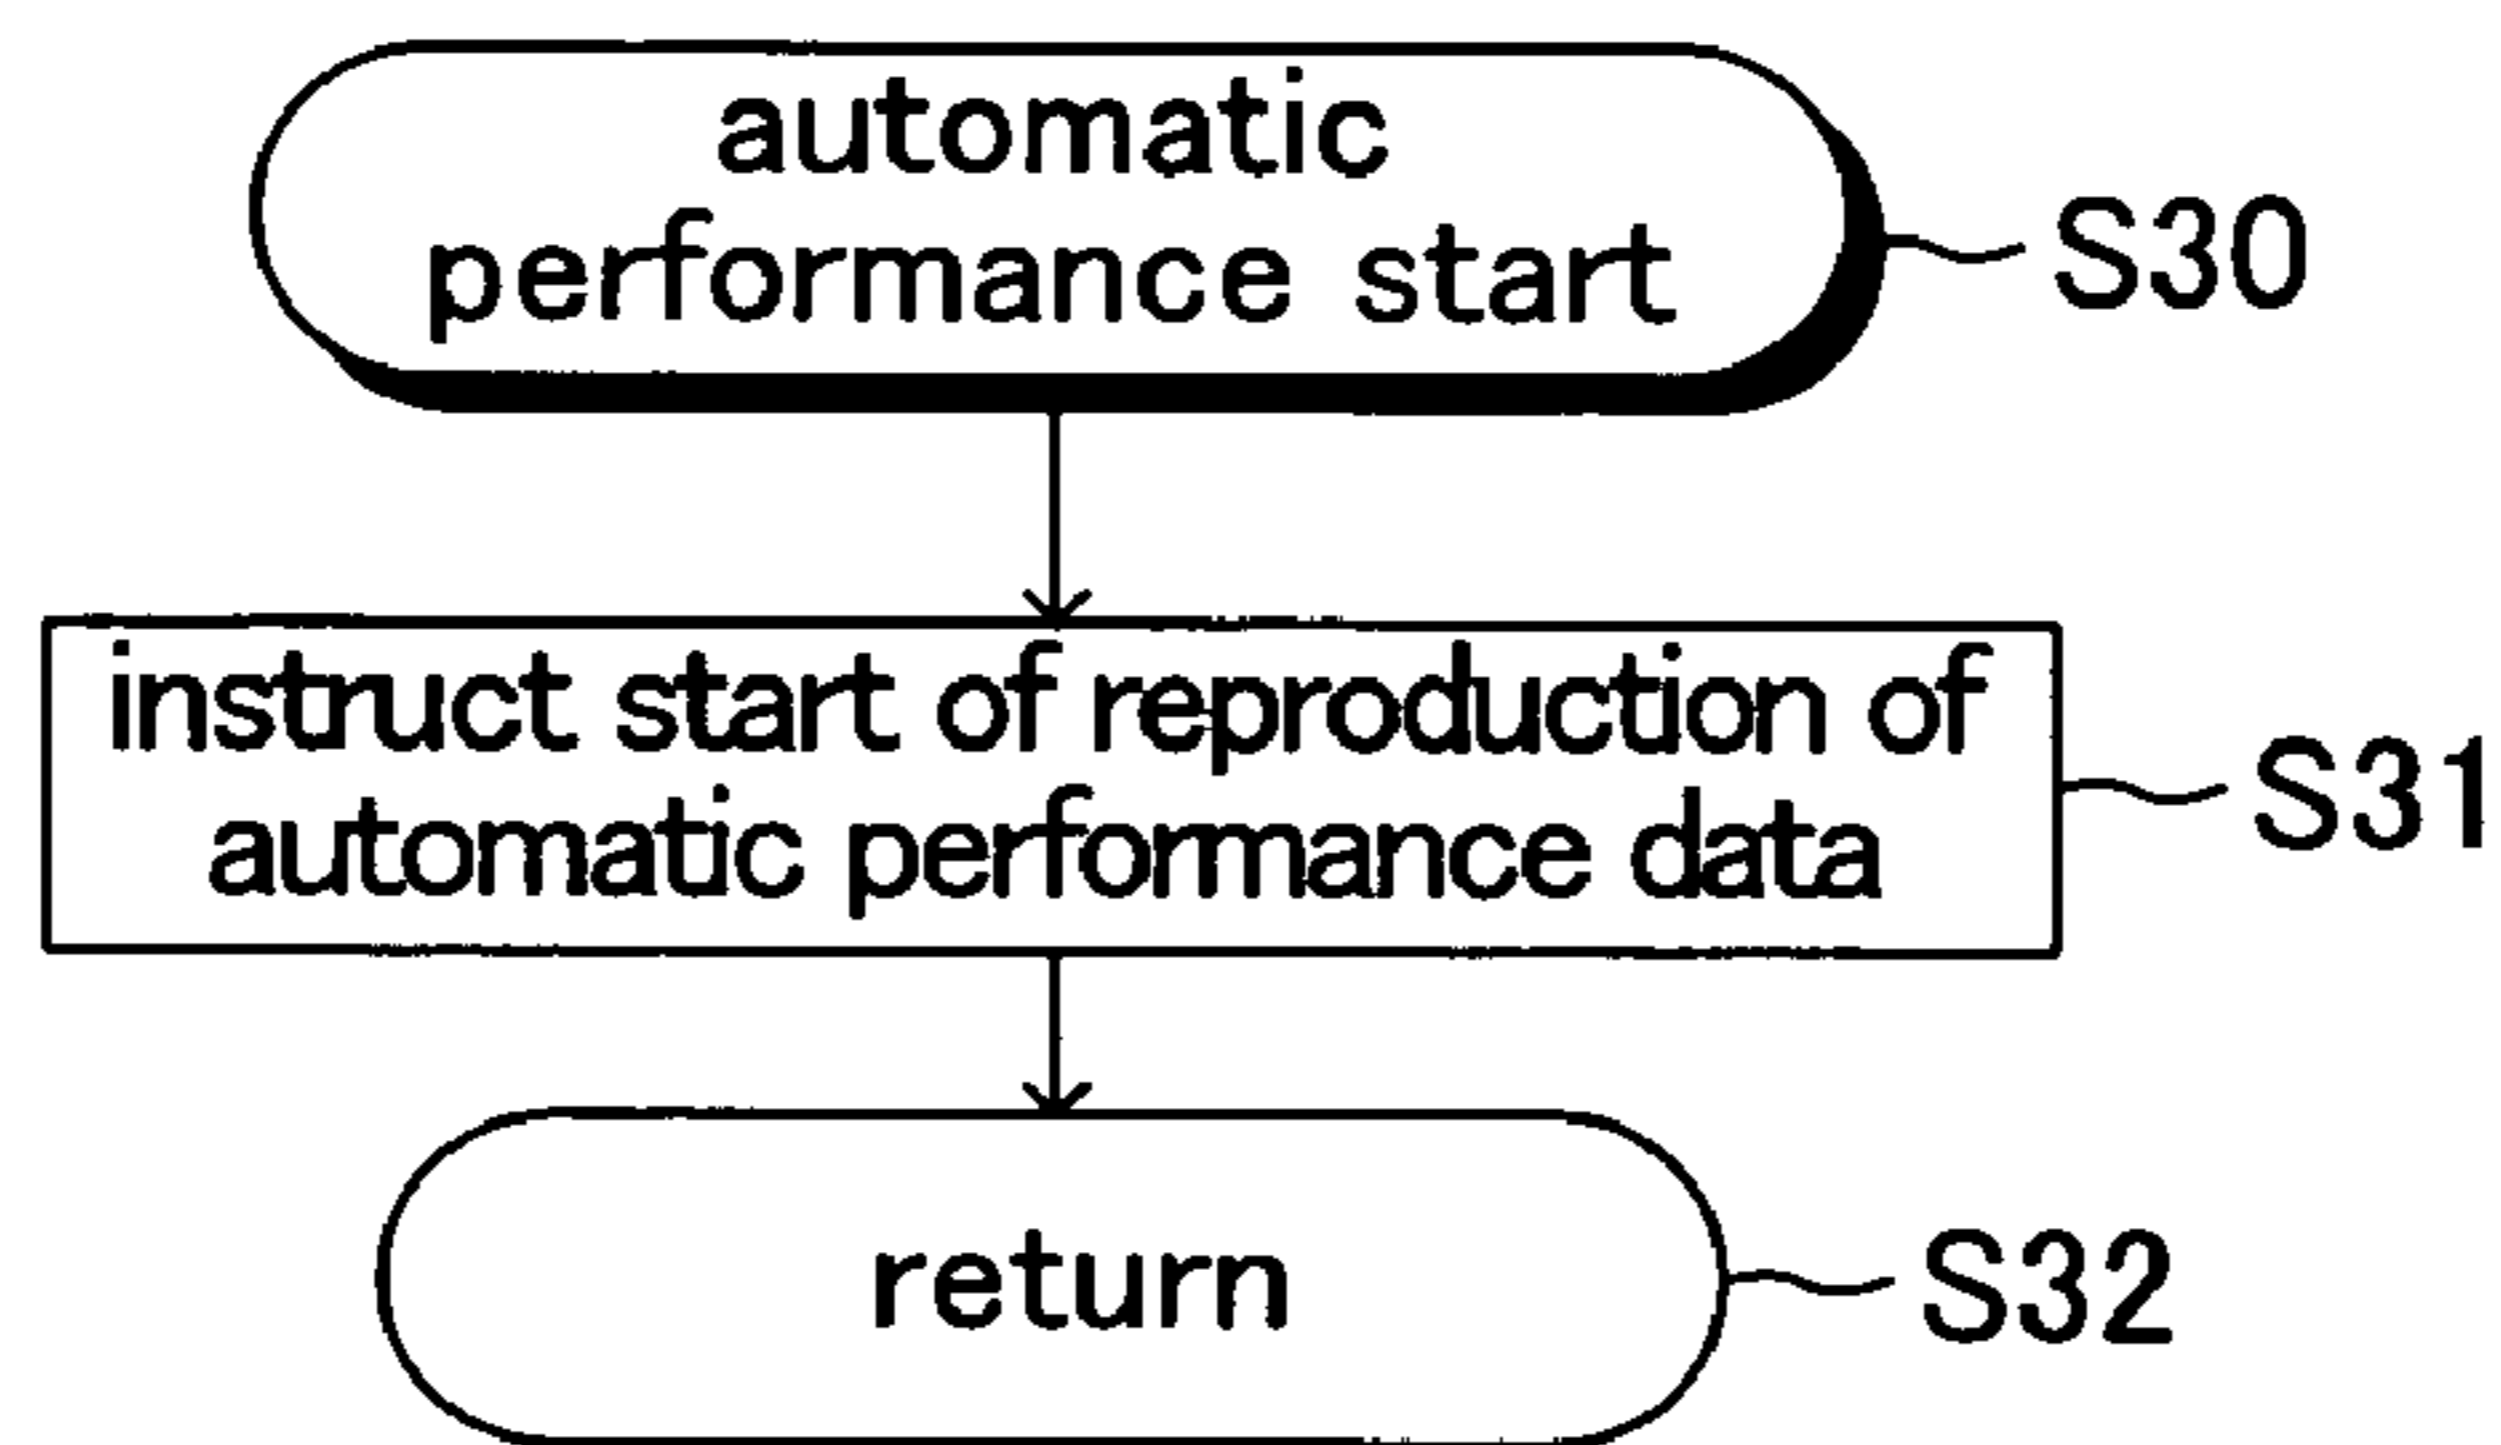 automatic
performance start
S30
instruct start of reproduction of
automatic performance data
S31
return
S32